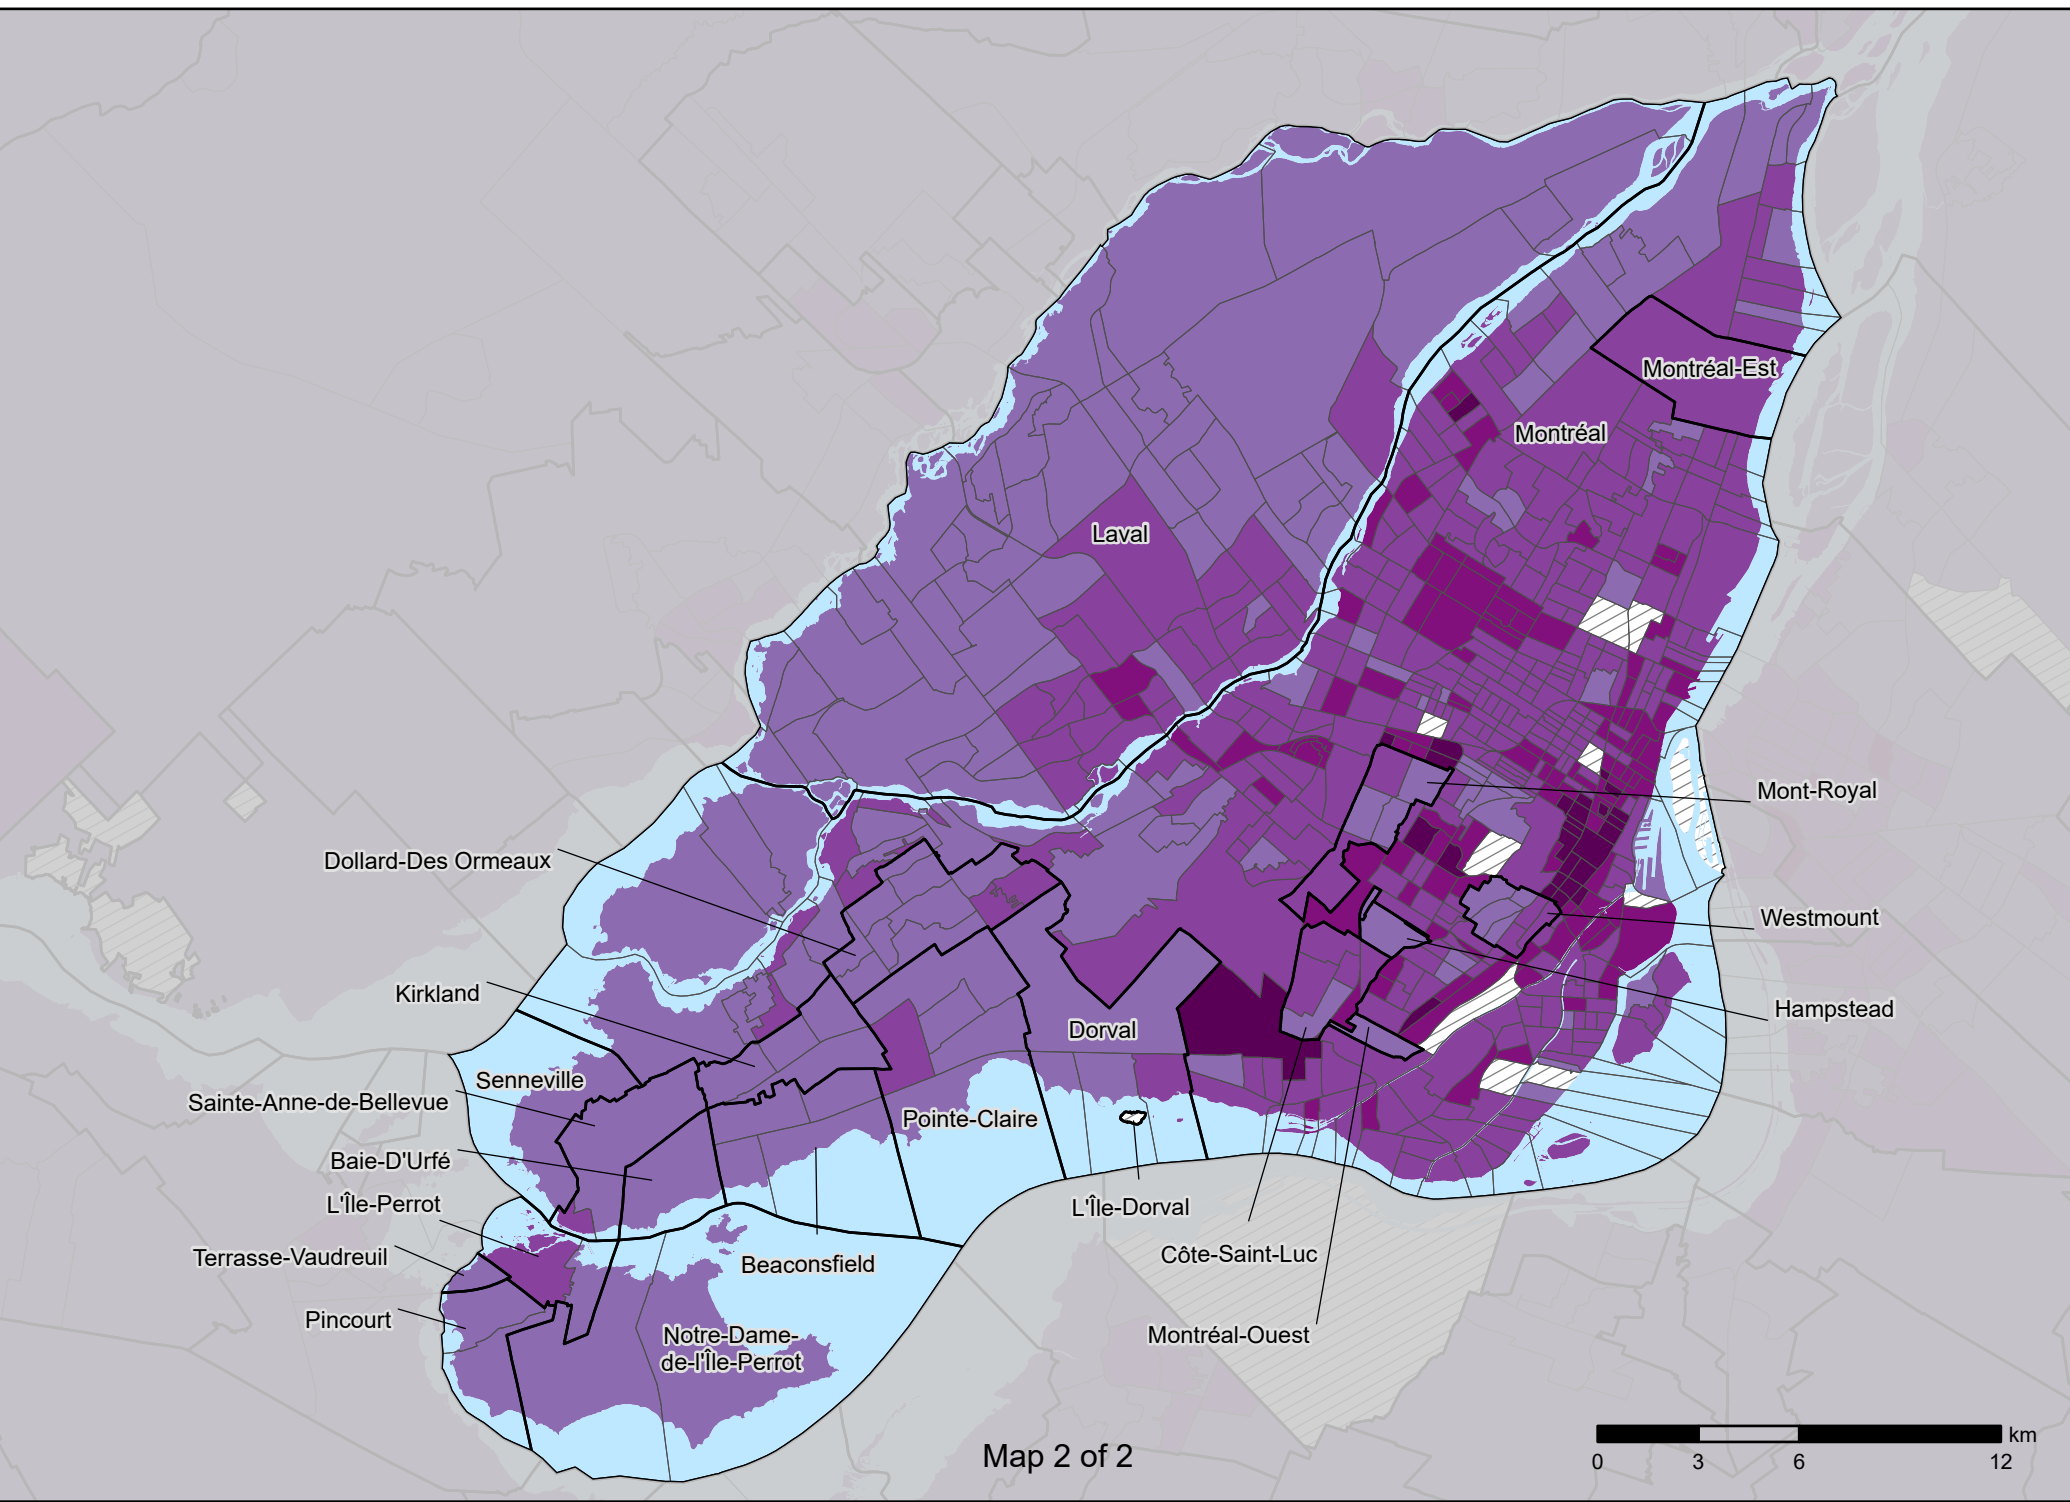 Montréal-Est
Montréal
Laval
Mont-Royal
Dollard-Des Ormeaux
Westmount
Kirkland
Hampstead
Dorval
Senneville
Sainte-Anne-de-Bellevue
Pointe-Claire
Baie-D'Urfé
L'Île-Perrot
L'Île-Dorval
Terrasse-Vaudreuil
Côte-Saint-Luc
Beaconsfield
Pincourt
Notre-Dame-
de-l'Île-Perrot
Montréal-Ouest
Map 2 of 2
km
0 3 6 12